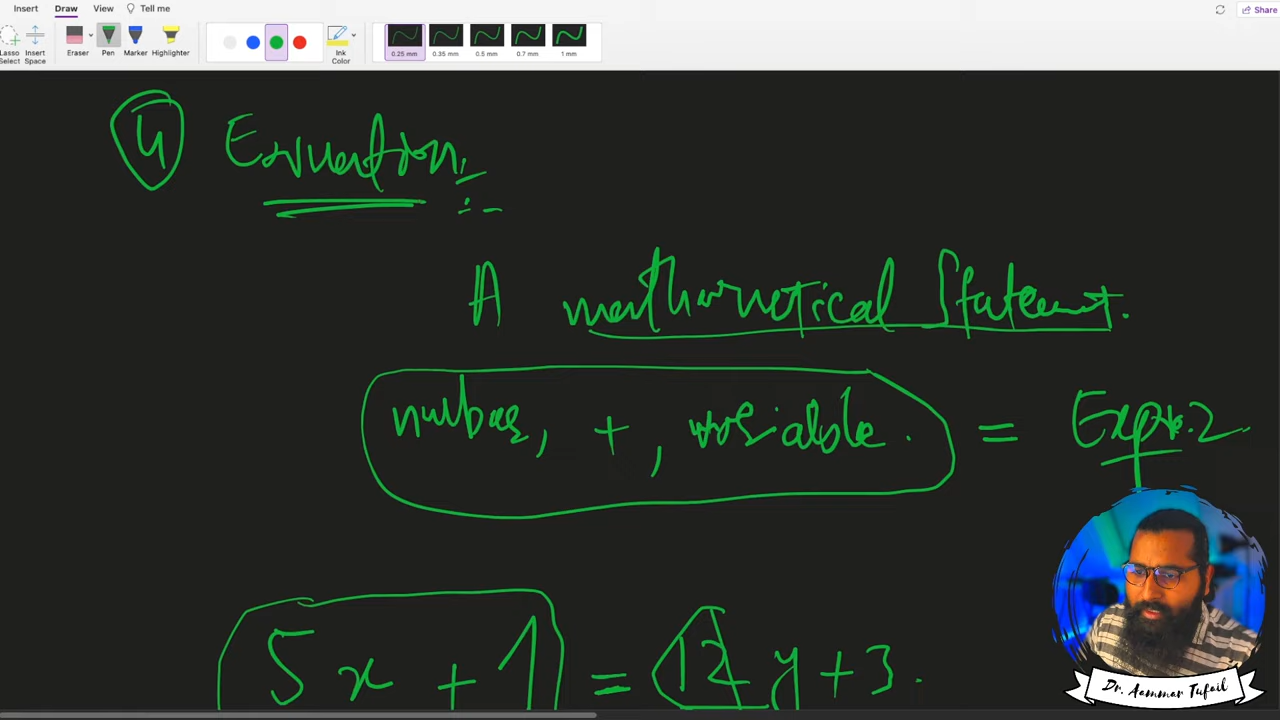 Insert Draw View Tell me Share
Lasso Select Insert Space Eraser Pen Marker Highlighter Ink Color 0.25 mm 0.35 mm 0.5 mm 0.7 mm 1 mm
4 Equation :-
A mathematical Statement.
numbers, +, variable. = Expr.2
5x + 1 = 12y + 3.
Dr. Aammar Tufail